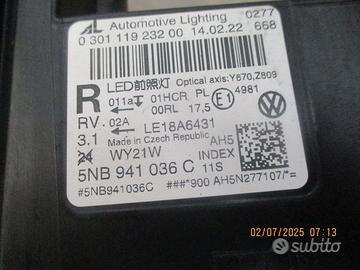 AL Automotive Lighting 0277
0 301 119 232 00 14.02.22 668
LED前照灯 Optical axis: Y670,Z809
R 011a 01HCR PL E1 4981
00RL 17,5
RV. 02A LE18A6431
3.1 Made in Czech Republic AH5
24 WY21W INDEX
5NB 941 036 C 11S
#5NB941036C ###*900 AH5N277107/*=
02/07/2025 07:13
subito